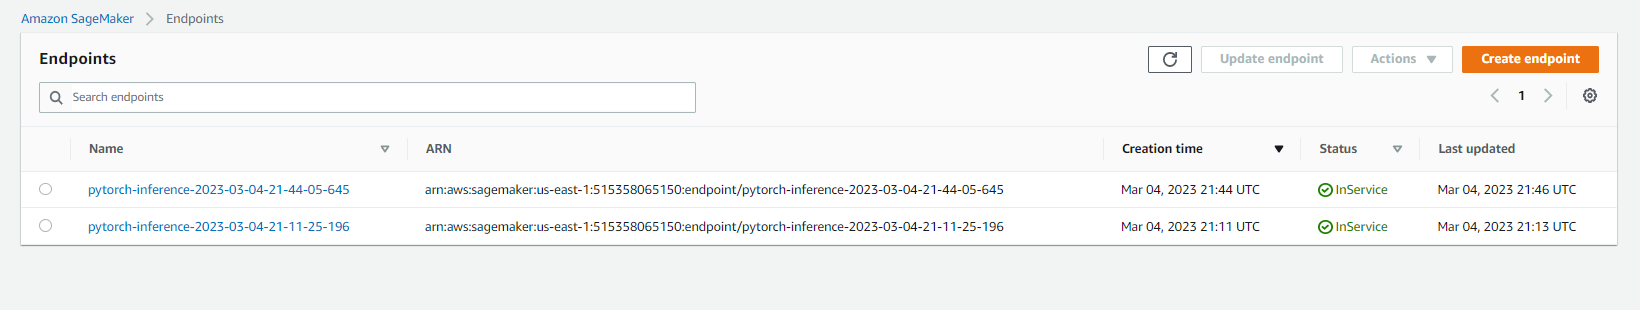 Amazon SageMaker > Endpoints
Endpoints
Update endpoint
Actions
Create endpoint
Search endpoints
1
Name ARN Creation time Status Last updated
pytorch-inference-2023-03-04-21-44-05-645 arn:aws:sagemaker:us-east-1:515358065150:endpoint/pytorch-inference-2023-03-04-21-44-05-645 Mar 04, 2023 21:44 UTC InService Mar 04, 2023 21:46 UTC
pytorch-inference-2023-03-04-21-11-25-196 arn:aws:sagemaker:us-east-1:515358065150:endpoint/pytorch-inference-2023-03-04-21-11-25-196 Mar 04, 2023 21:11 UTC InService Mar 04, 2023 21:13 UTC